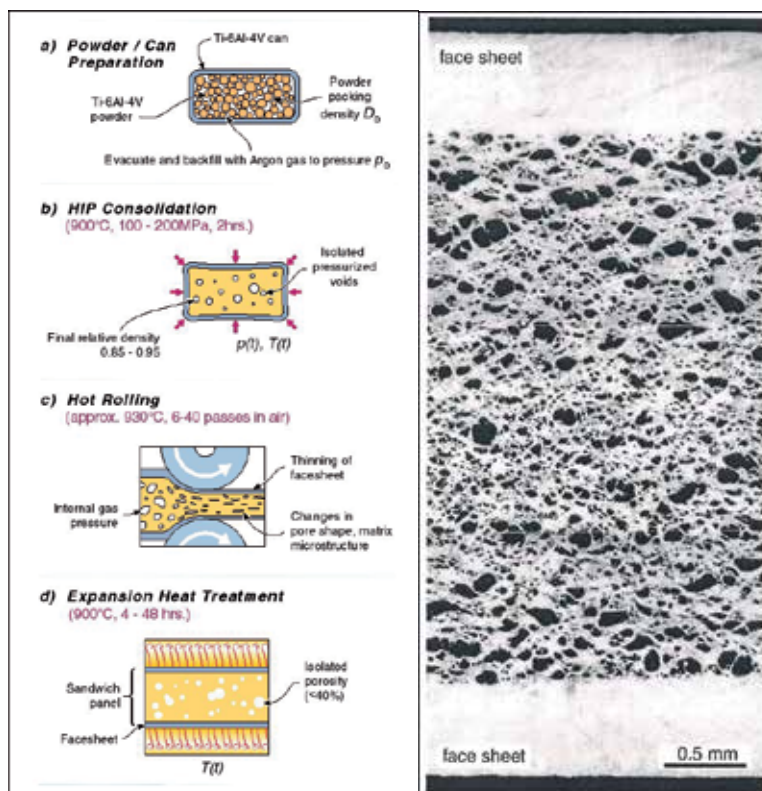 a) Powder / Can
Preparation
Ti-6Al-4V can
Ti-6Al-4V
powder
Powder
packing
density D₀
Evacuate and backfill with Argon gas to pressure p₀
b) HIP Consolidation
(900°C, 100 - 200MPa, 2hrs.)
Isolated
pressurized
voids
Final relative density
0.85 - 0.95
p(t), T(t)
c) Hot Rolling
(approx. 930°C, 6-40 passes in air)
Thinning of
facesheet
Internal gas
pressure
Changes in
pore shape, matrix
microstructure
d) Expansion Heat Treatment
(900°C, 4 - 48 hrs.)
Sandwich
panel
Isolated
porosity
(<40%)
Facesheet
T(t)
face sheet
face sheet
0.5 mm